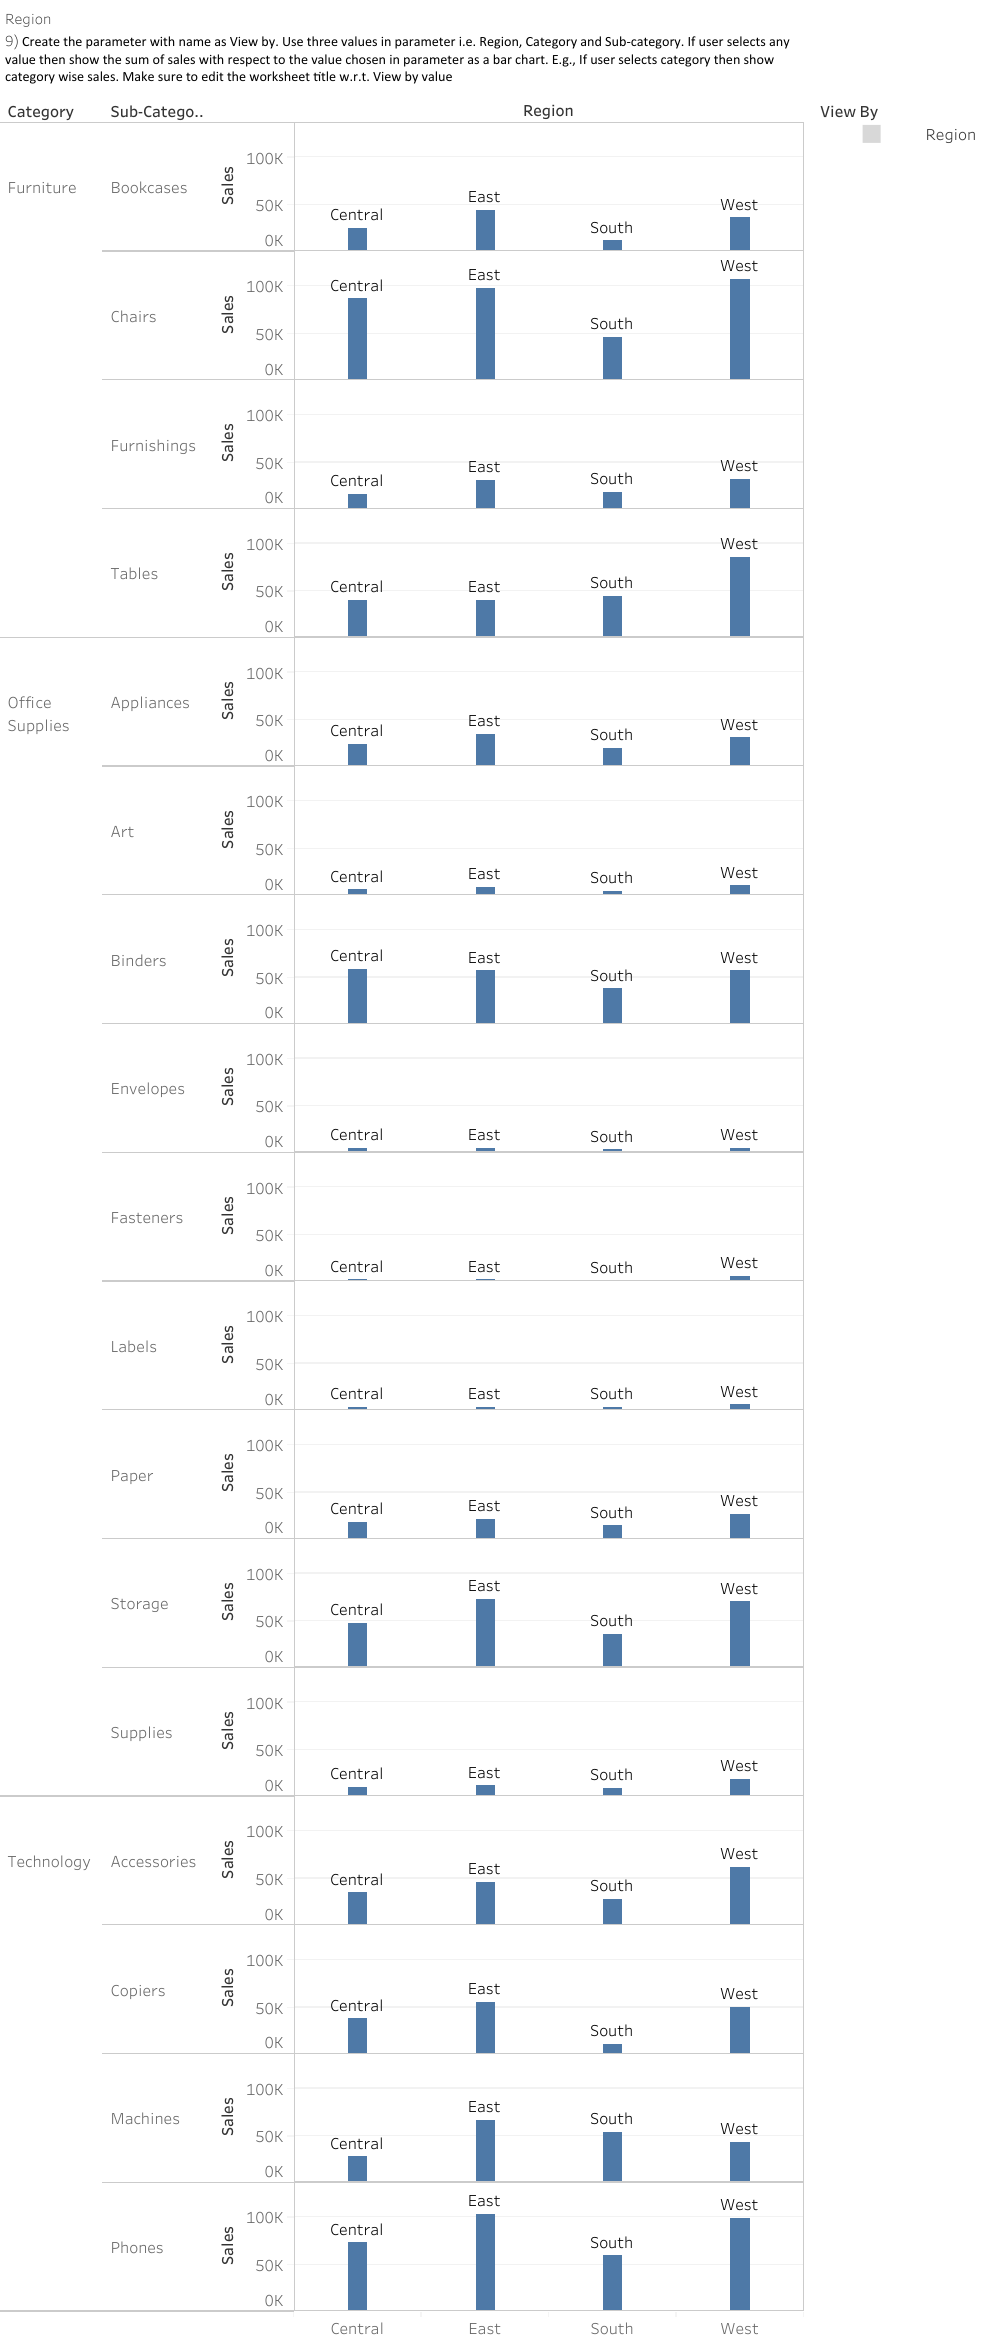 Region
9) Create the parameter with name as View by. Use three values in parameter i.e. Region, Category and Sub-category. If user selects any
value then show the sum of sales with respect to the value chosen in parameter as a bar chart. E.g., If user selects category then show
category wise sales. Make sure to edit the worksheet title w.r.t. View by value
Category Sub-Catego.. Region View By
Region
Furniture Bookcases Sales 100K 50K 0K Central East South West
Chairs Sales 100K 50K 0K Central East South West
Furnishings Sales 100K 50K 0K Central East South West
Tables Sales 100K 50K 0K Central East South West
Office
Supplies Appliances Sales 100K 50K 0K Central East South West
Art Sales 100K 50K 0K Central East South West
Binders Sales 100K 50K 0K Central East South West
Envelopes Sales 100K 50K 0K Central East South West
Fasteners Sales 100K 50K 0K Central East South West
Labels Sales 100K 50K 0K Central East South West
Paper Sales 100K 50K 0K Central East South West
Storage Sales 100K 50K 0K Central East South West
Supplies Sales 100K 50K 0K Central East South West
Technology Accessories Sales 100K 50K 0K Central East South West
Copiers Sales 100K 50K 0K Central East South West
Machines Sales 100K 50K 0K Central East South West
Phones Sales 100K 50K 0K Central East South West
Central East South West